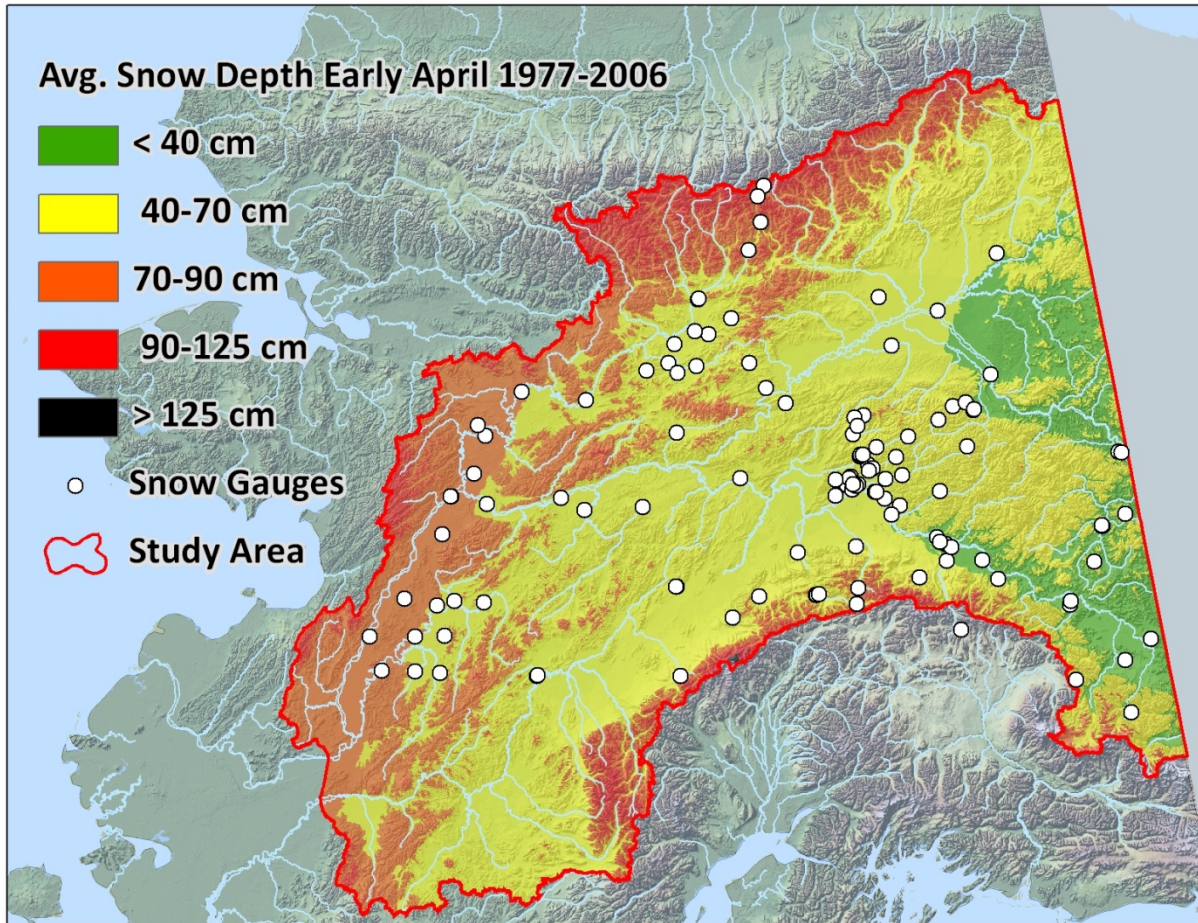 Avg. Snow Depth Early April 1977-2006
< 40 cm
40-70 cm
70-90 cm
90-125 cm
> 125 cm
Snow Gauges
Study Area